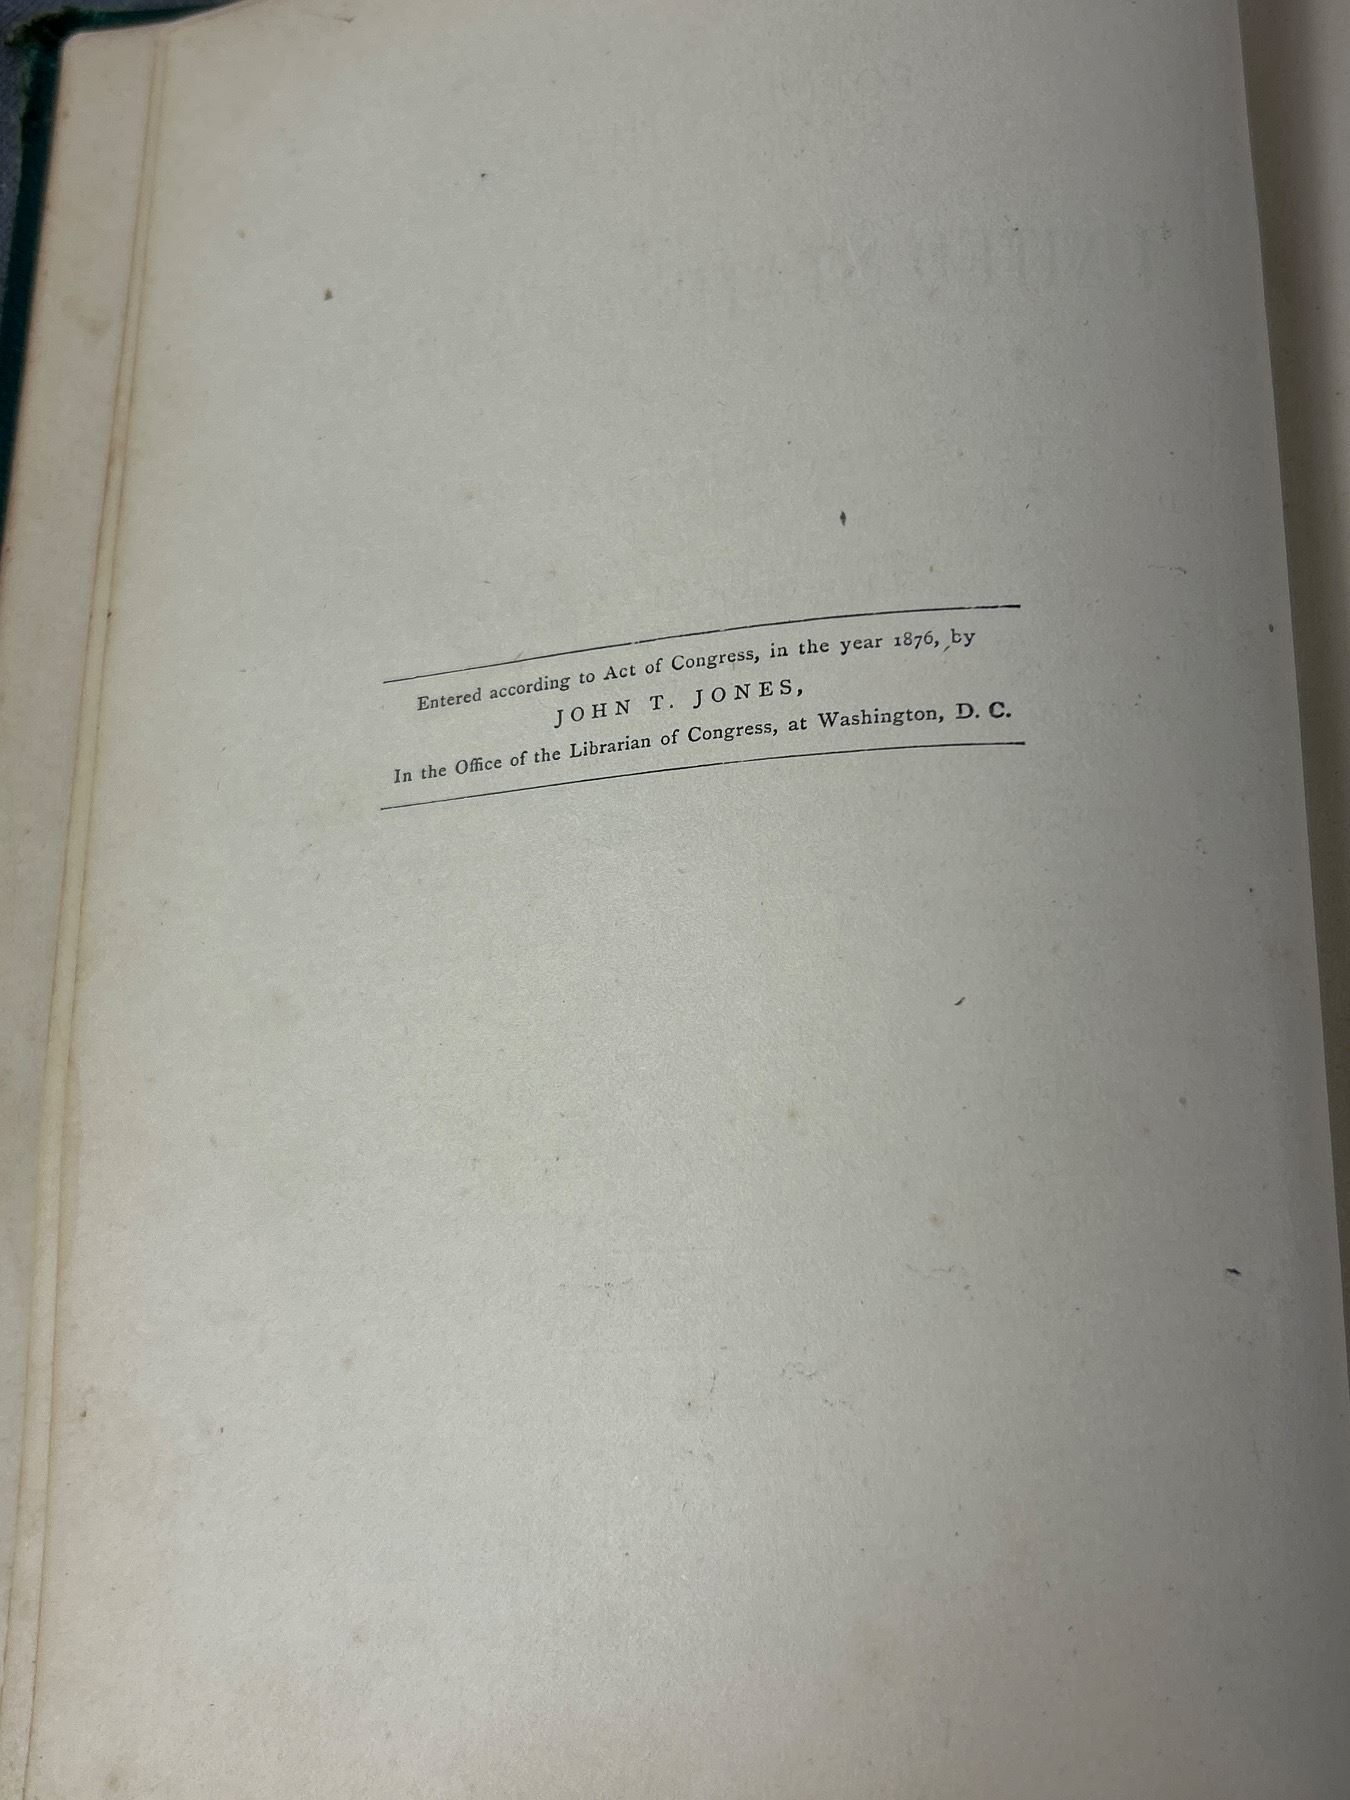 Entered according to Act of Congress, in the year 1876, by
JOHN T. JONES,
In the Office of the Librarian of Congress, at Washington, D. C.